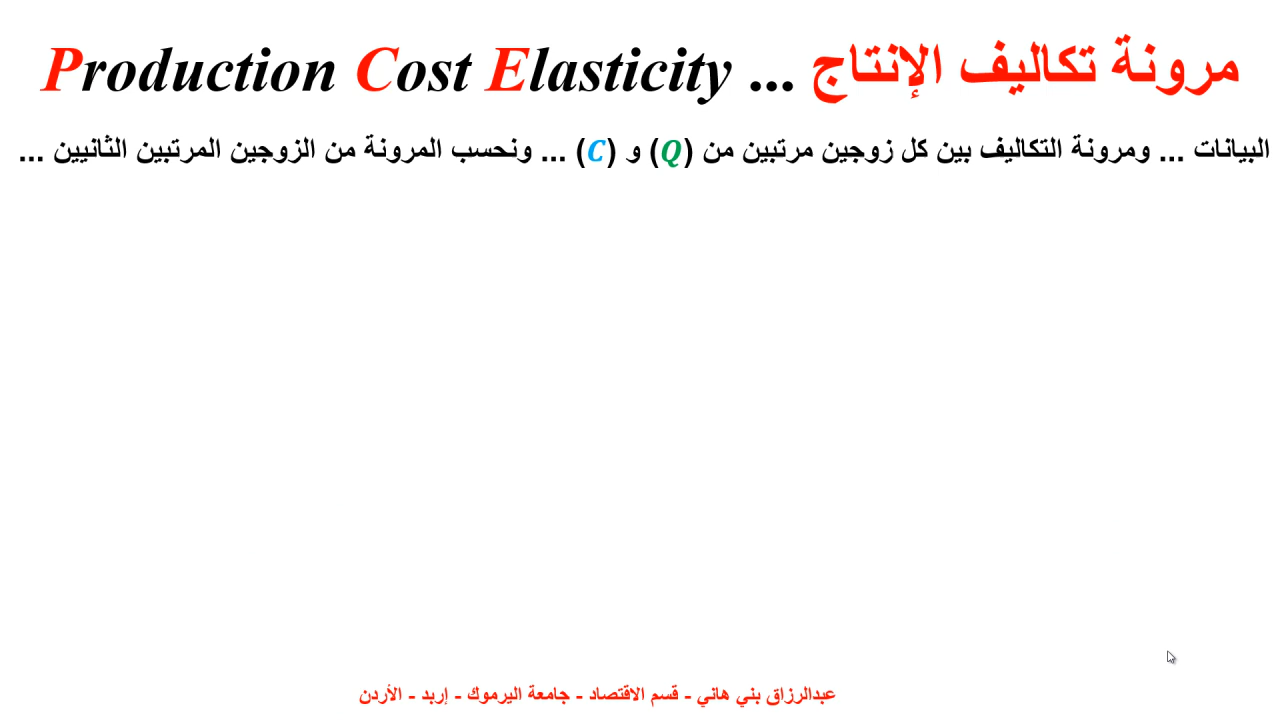 مرونة تكاليف الإنتاج ... Production Cost Elasticity
البيانات ... ومرونة التكاليف بين كل زوجين مرتبين من (Q) و (C) ... ونحسب المرونة من الزوجين المرتبين الثانيين ...
عبدالرزاق بني هاني - قسم الاقتصاد - جامعة اليرموك - إربد - الأردن